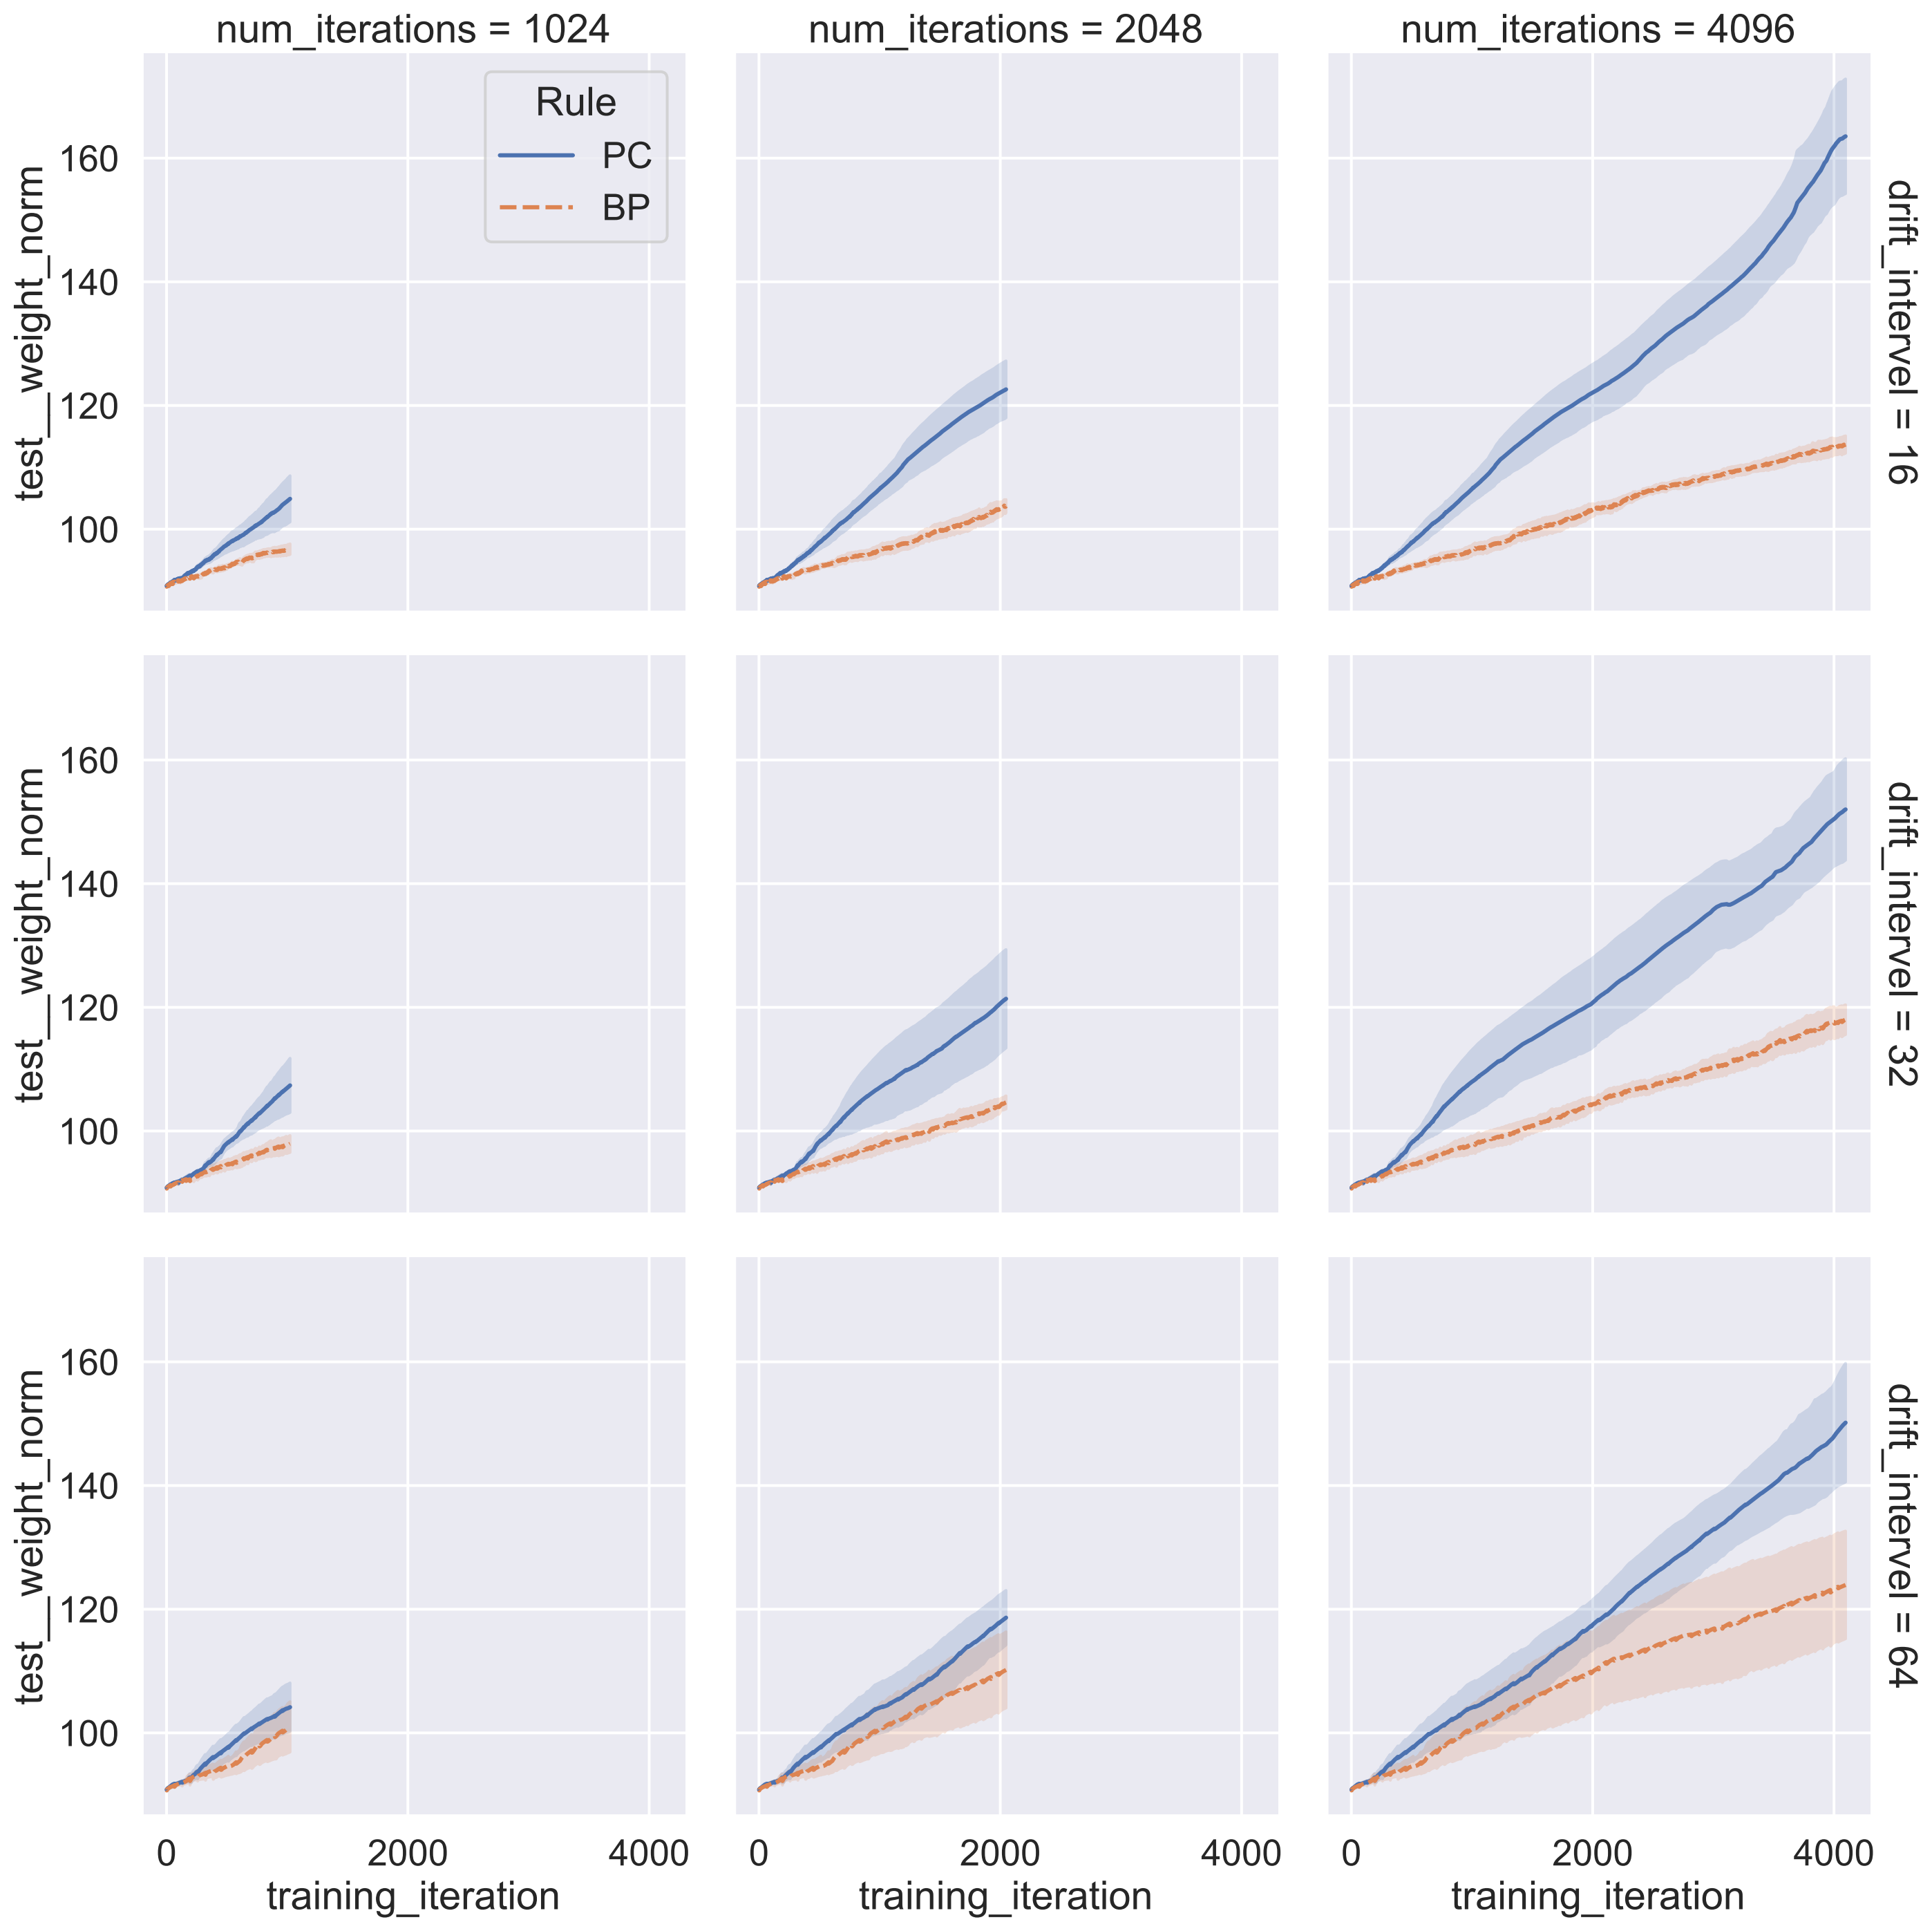 num_iterations = 1024
num_iterations = 2048
num_iterations = 4096
Rule
PC
BP
test__weight_norm
160
140
120
100
drift_intervel = 16
test__weight_norm
160
140
120
100
drift_intervel = 32
test__weight_norm
160
140
120
100
drift_intervel = 64
0 2000 4000
0 2000 4000
0 2000 4000
training_iteration
training_iteration
training_iteration